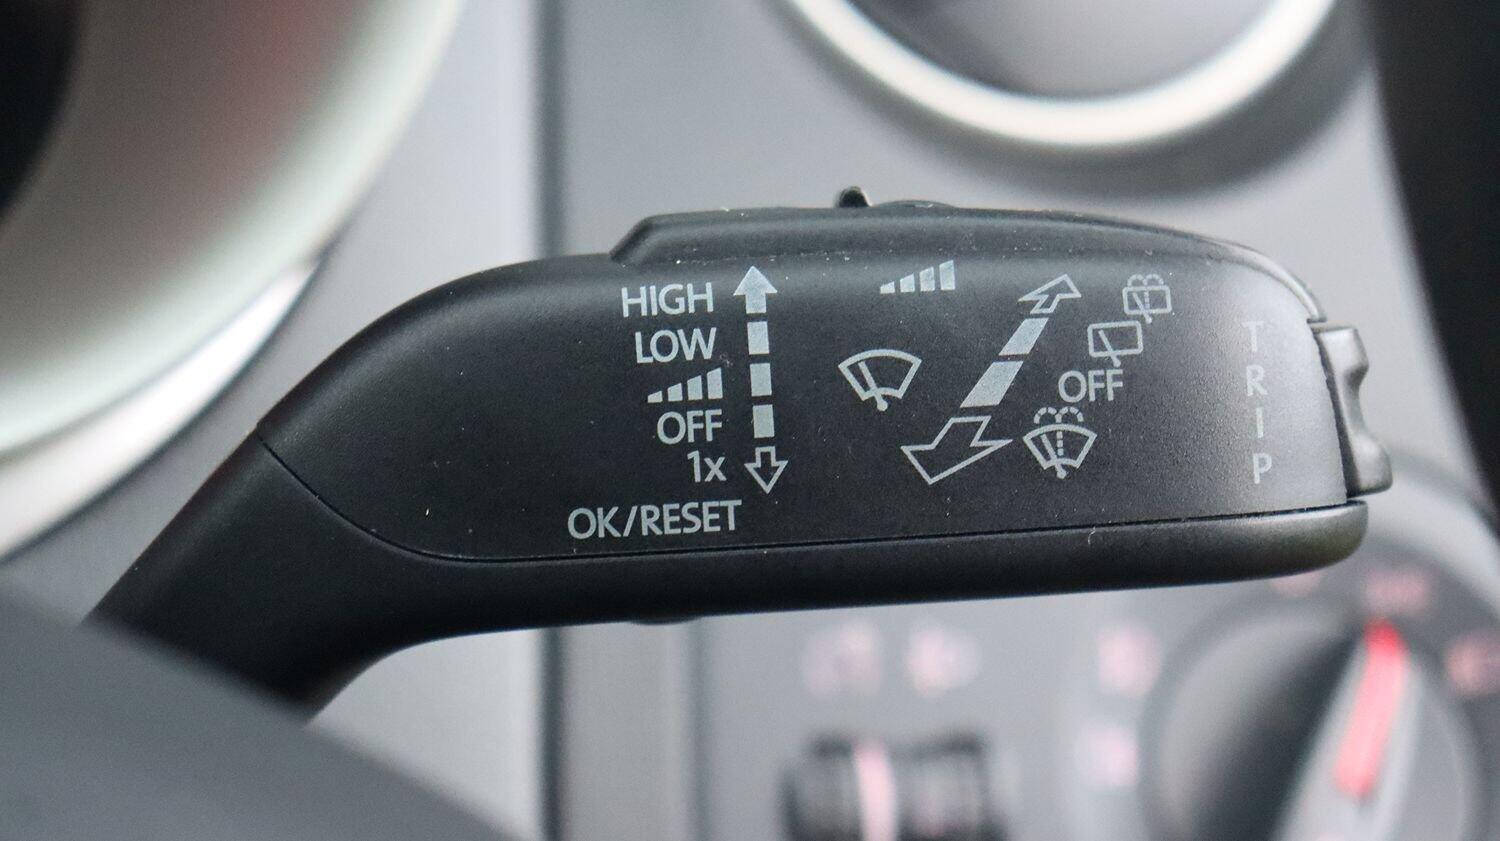 HIGH
LOW
OFF
1x
OK/RESET
OFF
TRIP